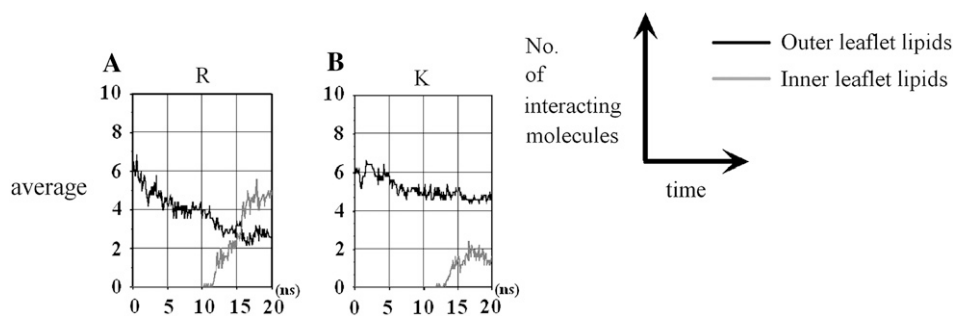 A
R
10
8
6
4
2
0
0 5 10 15 20 (ns)
average
B
K
10
8
6
4
2
0
0 5 10 15 20 (ns)
No.
of
interacting
molecules
time
Outer leaflet lipids
Inner leaflet lipids